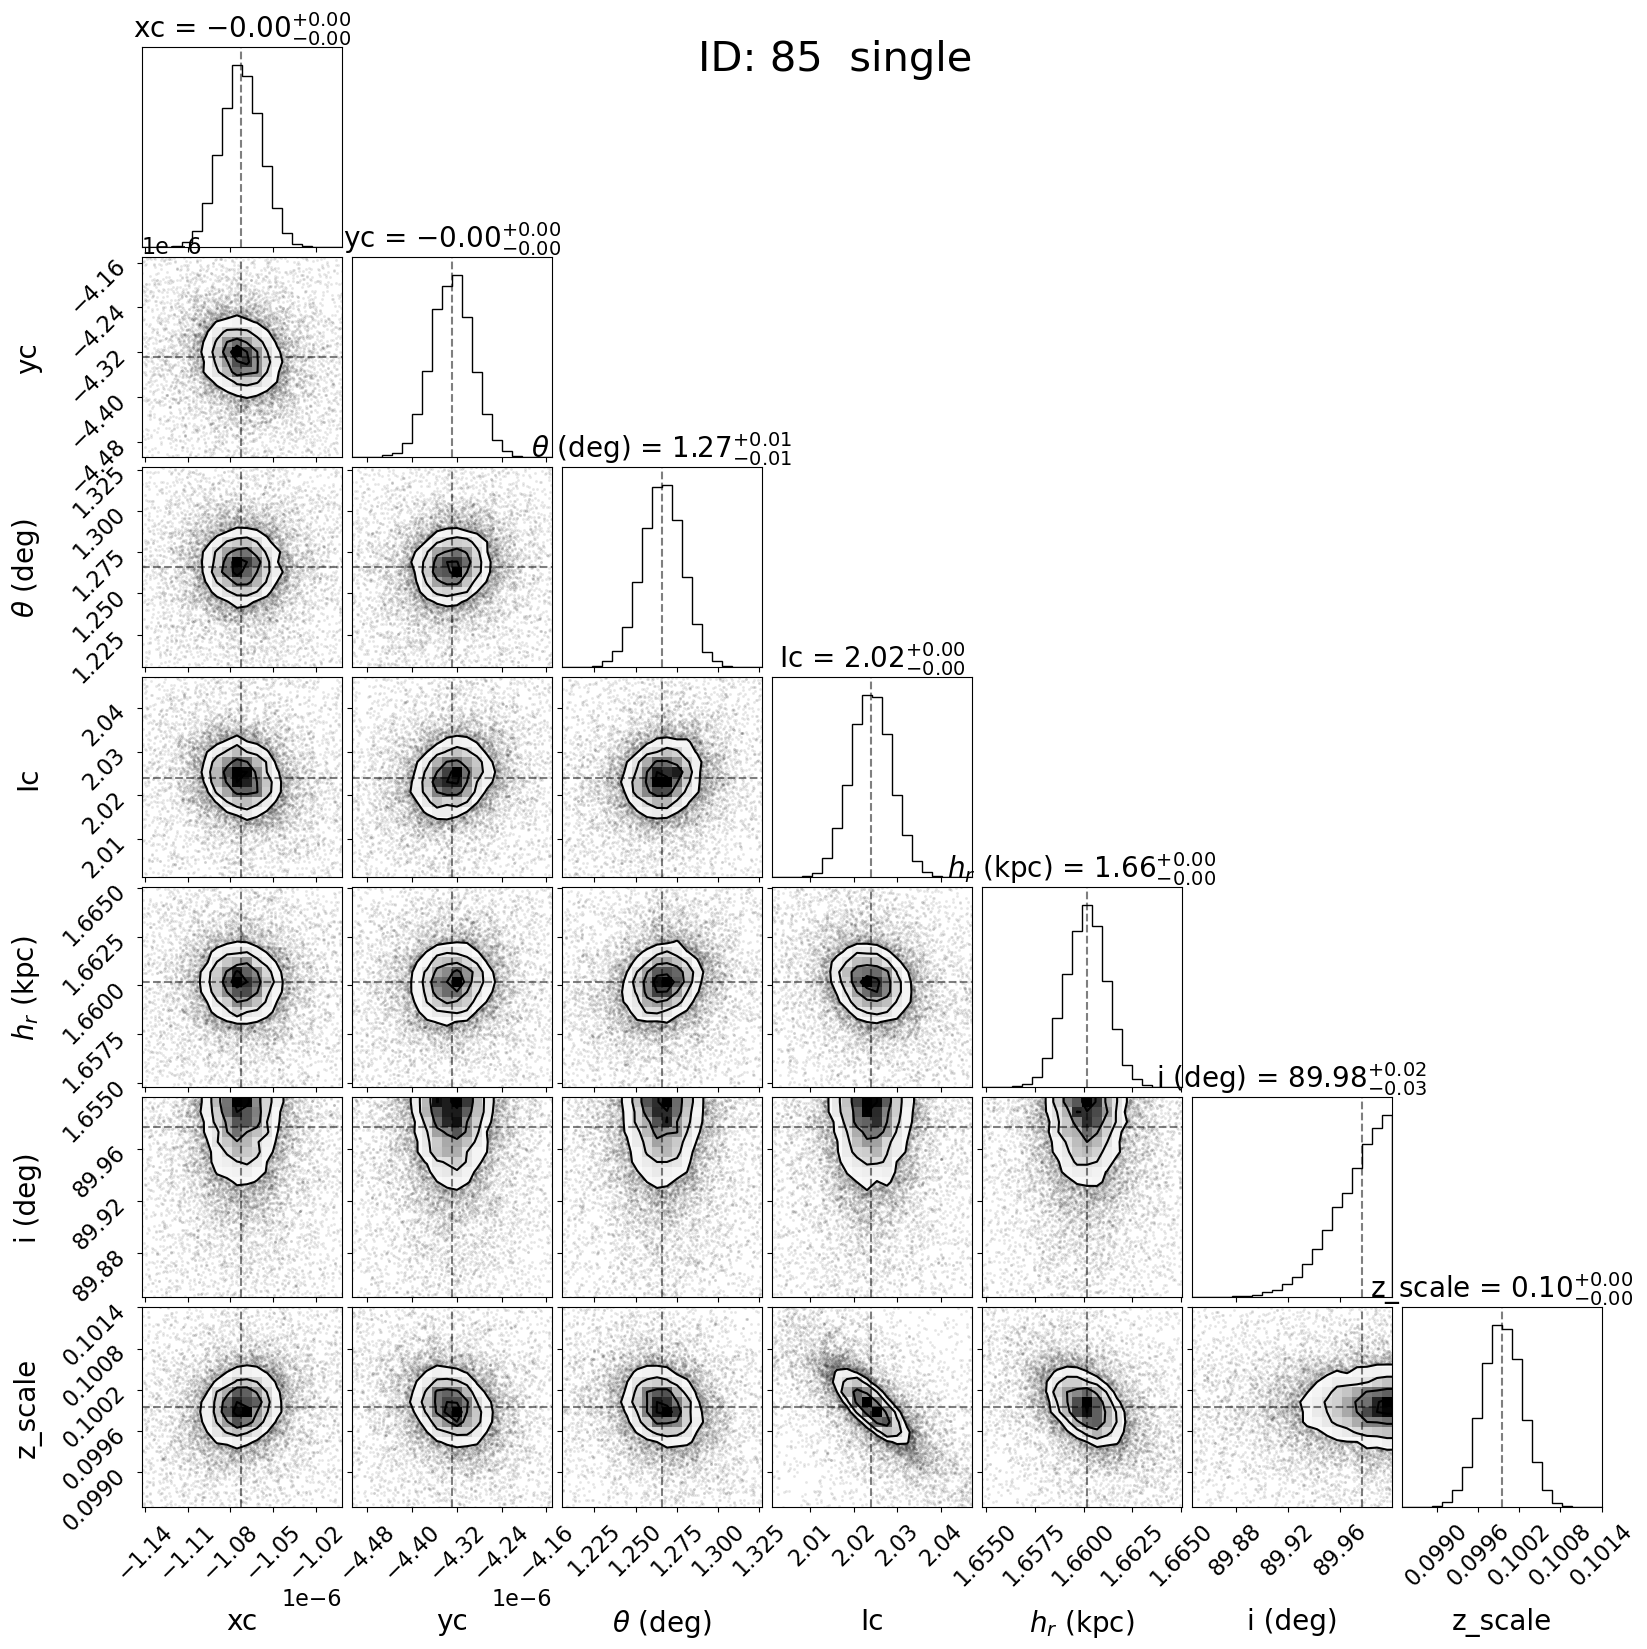 xc = −0.00+0.00−0.00
ID: 85 single
1e−6
yc = −0.00+0.00−0.00
yc
−4.16
−4.24
−4.32
−4.40
−4.48
θ (deg) = 1.27+0.01−0.01
θ (deg)
1.325
1.300
1.275
1.250
1.225
Ic = 2.02+0.00−0.00
Ic
2.04
2.03
2.02
2.01
hr (kpc) = 1.66+0.00−0.00
hr (kpc)
1.6650
1.6625
1.6600
1.6575
1.6550
i (deg) = 89.98+0.02−0.03
i (deg)
89.96
89.92
89.88
z_scale = 0.10+0.00−0.00
z_scale
0.1014
0.1008
0.1002
0.0996
0.0990
−1.14 −1.11 −1.08 −1.05 −1.02 −4.48 −4.40 −4.32 −4.24 −4.16 1.225 1.250 1.275 1.300 1.325 2.01 2.02 2.03 2.04 1.6550 1.6575 1.6600 1.6625 1.6650 89.88 89.92 89.96 0.0990 0.0996 0.1002 0.1008 0.1014
1e−6 1e−6
xc yc θ (deg) Ic hr (kpc) i (deg) z_scale